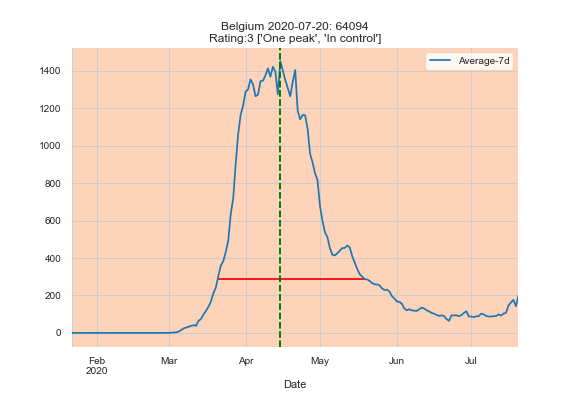 Belgium 2020-07-20: 64094
Rating:3 ['One peak', 'In control']
Average-7d
1400
1200
1000
800
600
400
200
0
Feb Mar Apr May Jun Jul
2020
Date